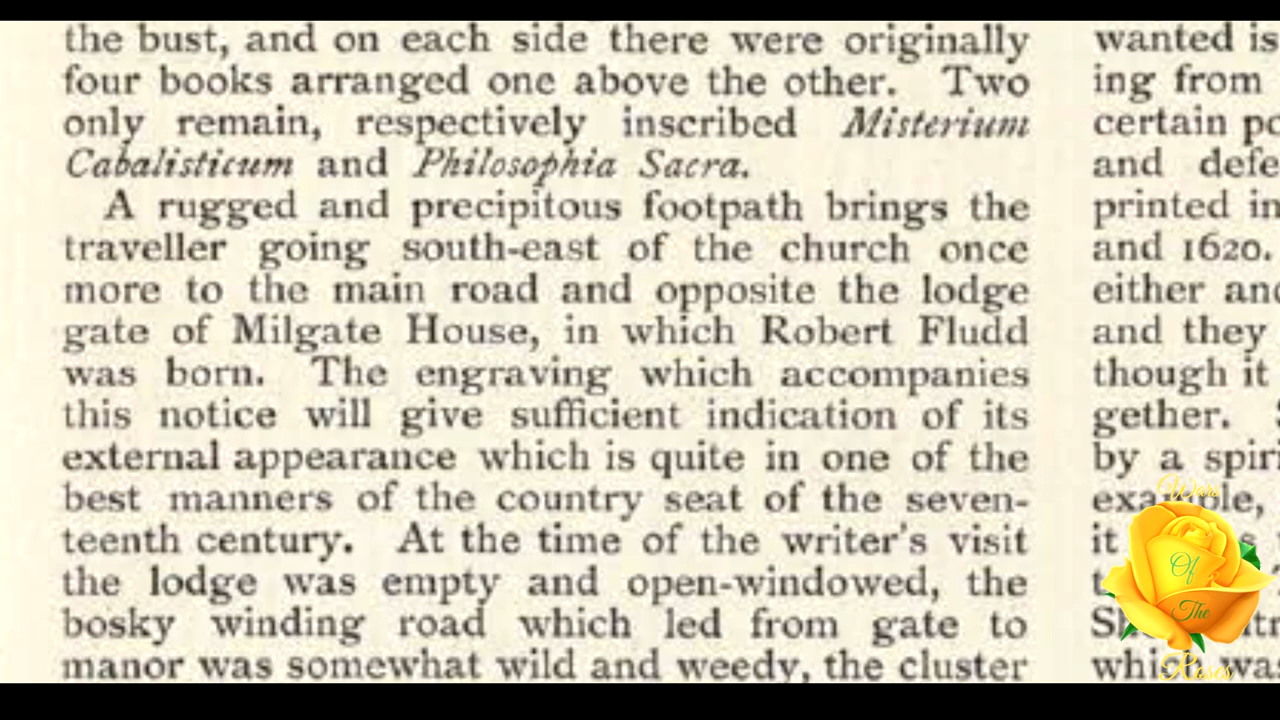 the bust, and on each side there were originally
four books arranged one above the other. Two
only remain, respectively inscribed Misterium
Cabalisticum and Philosophia Sacra.
A rugged and precipitous footpath brings the
traveller going south-east of the church once
more to the main road and opposite the lodge
gate of Milgate House, in which Robert Fludd
was born. The engraving which accompanies
this notice will give sufficient indication of its
external appearance which is quite in one of the
best manners of the country seat of the seven-
teenth century. At the time of the writer's visit
the lodge was empty and open-windowed, the
bosky winding road which led from gate to
manor was somewhat wild and weedy, the cluster
wanted is
ing from
certain
and
printed in
and 1620.
either
and they
though it
gether.
by a
it
Wars
Of
The
Roses